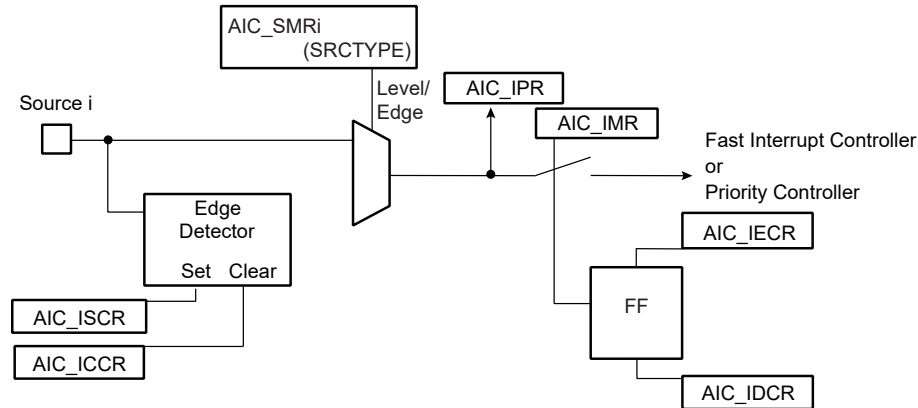 AIC_SMRi
(SRCTYPE)
Level/
Edge
Source i
AIC_IPR
AIC_IMR
Fast Interrupt Controller
or
Priority Controller
Edge
Detector
Set Clear
AIC_IECR
FF
AIC_ISCR
AIC_ICCR
AIC_IDCR